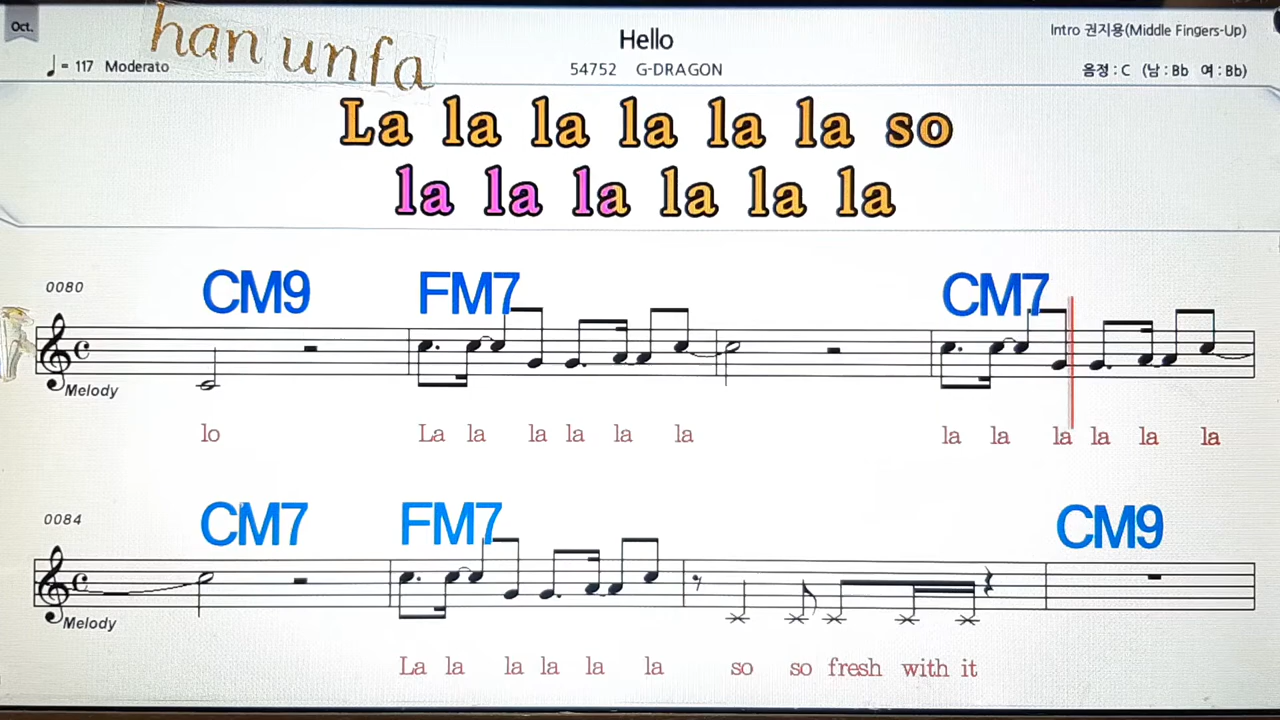 Oct.
han unfa
Hello
Intro 권지용(Middle Fingers-Up)
♩= 117 Moderato
54752 G-DRAGON
음정 : C (남 : Bb 여 : Bb)
La la la la la la so
la la la la la la
0080
CM9 FM7 CM7
Melody
lo La la la la la la la la la la la la
0084
CM7 FM7 CM9
Melody
La la la la la la so so fresh with it